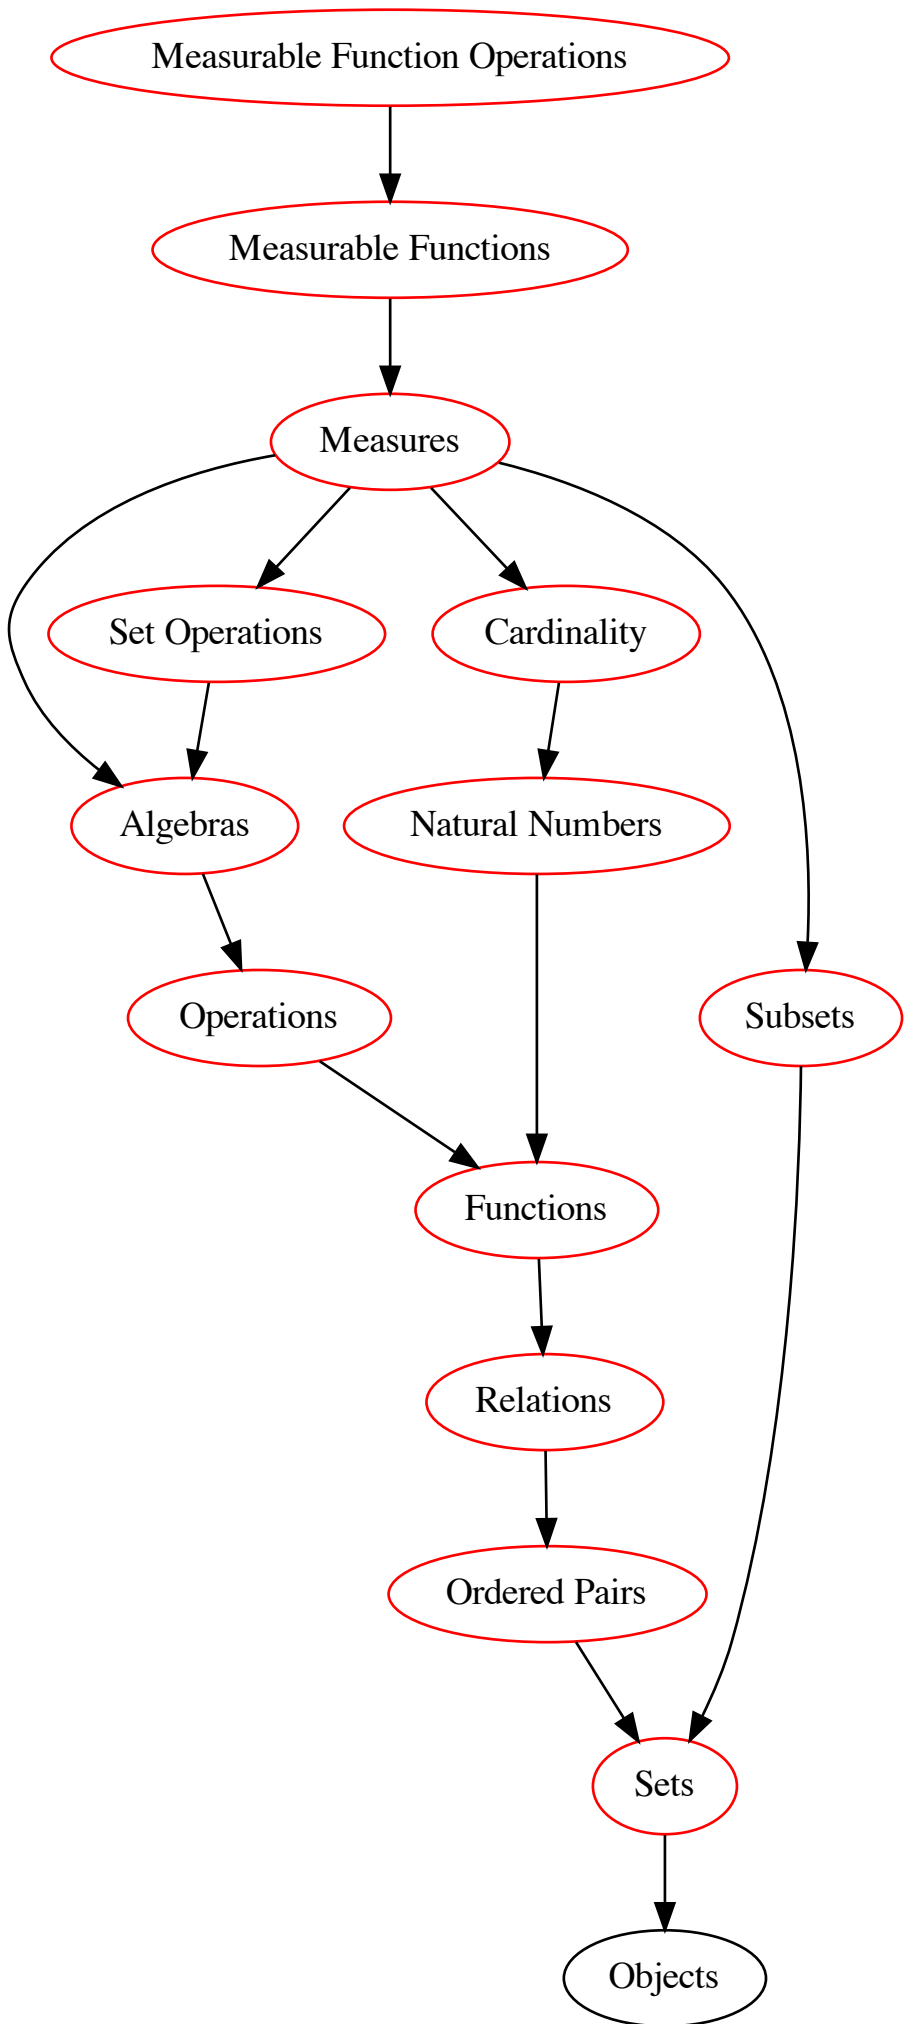 Measurable Function Operations
Measurable Functions
Measures
Set Operations
Cardinality
Algebras
Natural Numbers
Operations
Subsets
Functions
Relations
Ordered Pairs
Sets
Objects